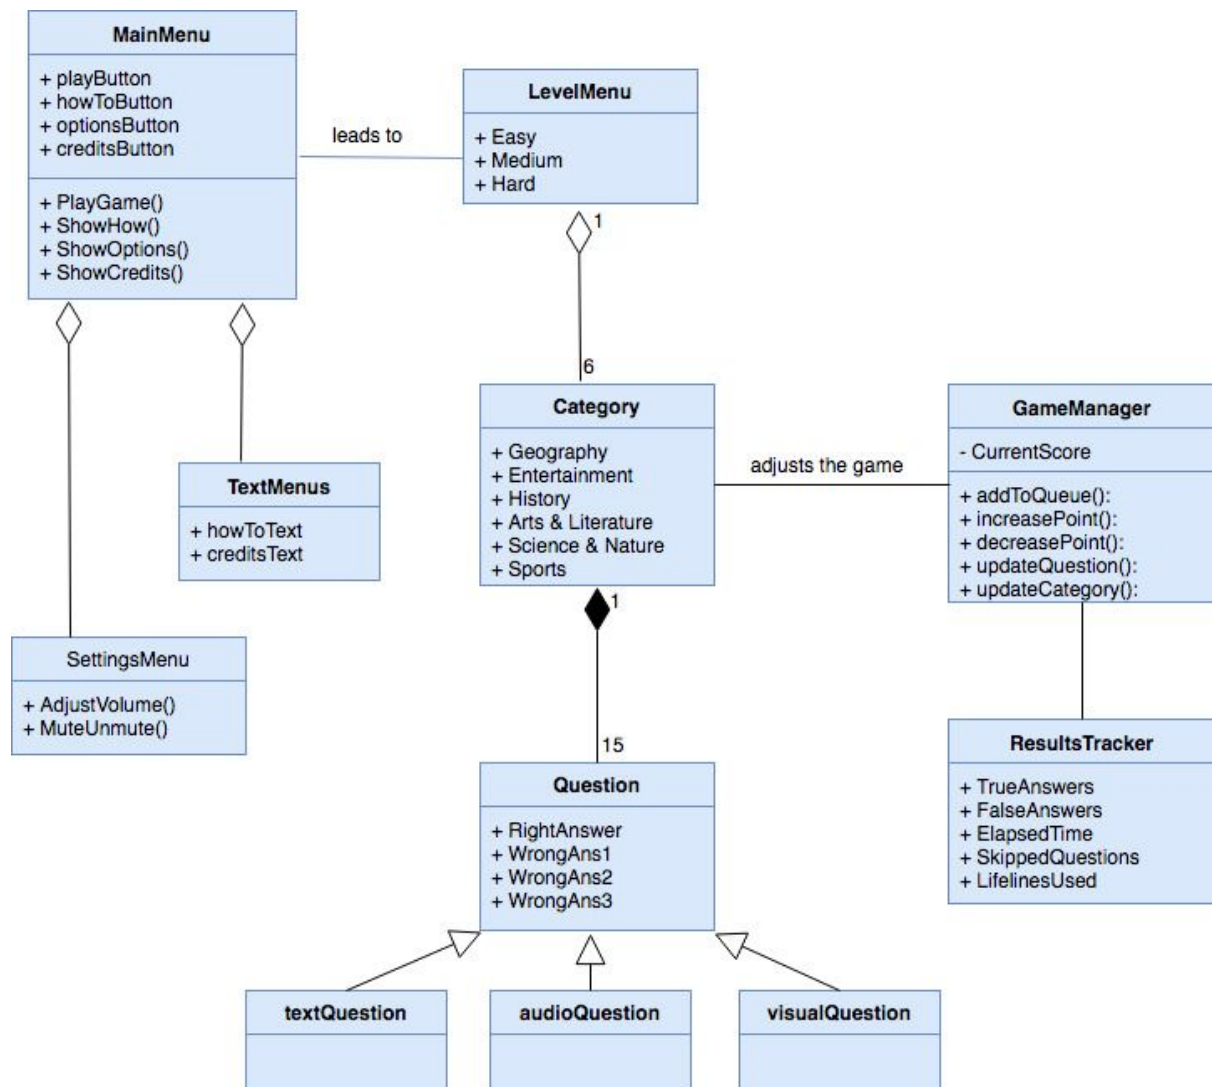 MainMenu
+ playButton
+ howToButton
+ optionsButton
+ creditsButton
+ PlayGame()
+ ShowHow()
+ ShowOptions()
+ ShowCredits()
leads to
LevelMenu
+ Easy
+ Medium
+ Hard
1
6
TextMenus
+ howToText
+ creditsText
SettingsMenu
+ AdjustVolume()
+ MuteUnmute()
Category
+ Geography
+ Entertainment
+ History
+ Arts & Literature
+ Science & Nature
+ Sports
adjusts the game
GameManager
- CurrentScore
+ addToQueue():
+ increasePoint():
+ decreasePoint():
+ updateQuestion():
+ updateCategory():
1
15
Question
+ RightAnswer
+ WrongAns1
+ WrongAns2
+ WrongAns3
ResultsTracker
+ TrueAnswers
+ FalseAnswers
+ ElapsedTime
+ SkippedQuestions
+ LifelinesUsed
textQuestion
audioQuestion
visualQuestion